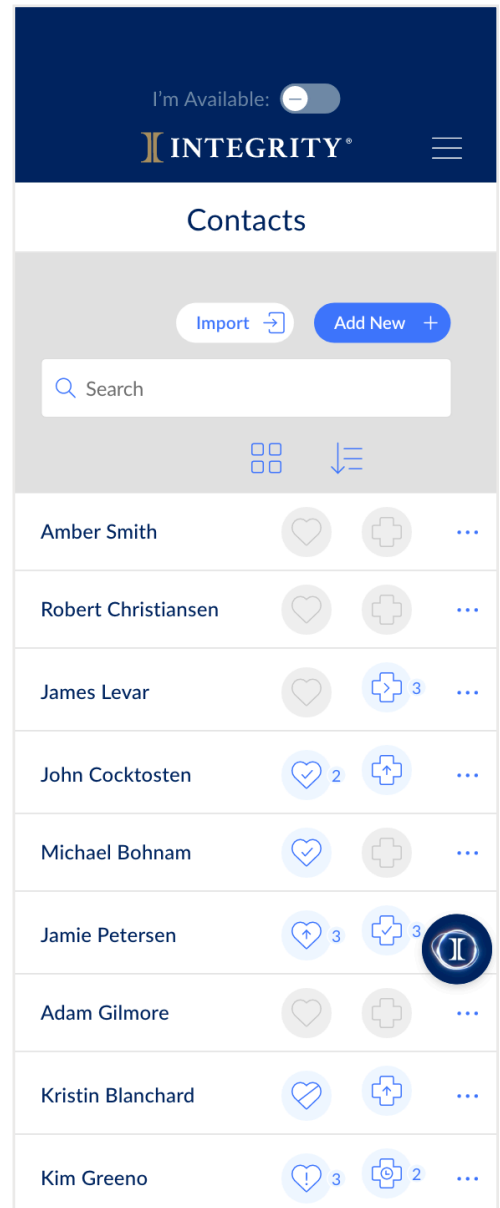 I'm Available:
INTEGRITY®
Contacts
Import Add New +
Search
Amber Smith ...
Robert Christiansen ...
James Levar 3 ...
John Cocktosten 2 ...
Michael Bohnam ...
Jamie Petersen 3 3
Adam Gilmore ...
Kristin Blanchard ...
Kim Greeno ! 3 2 ...